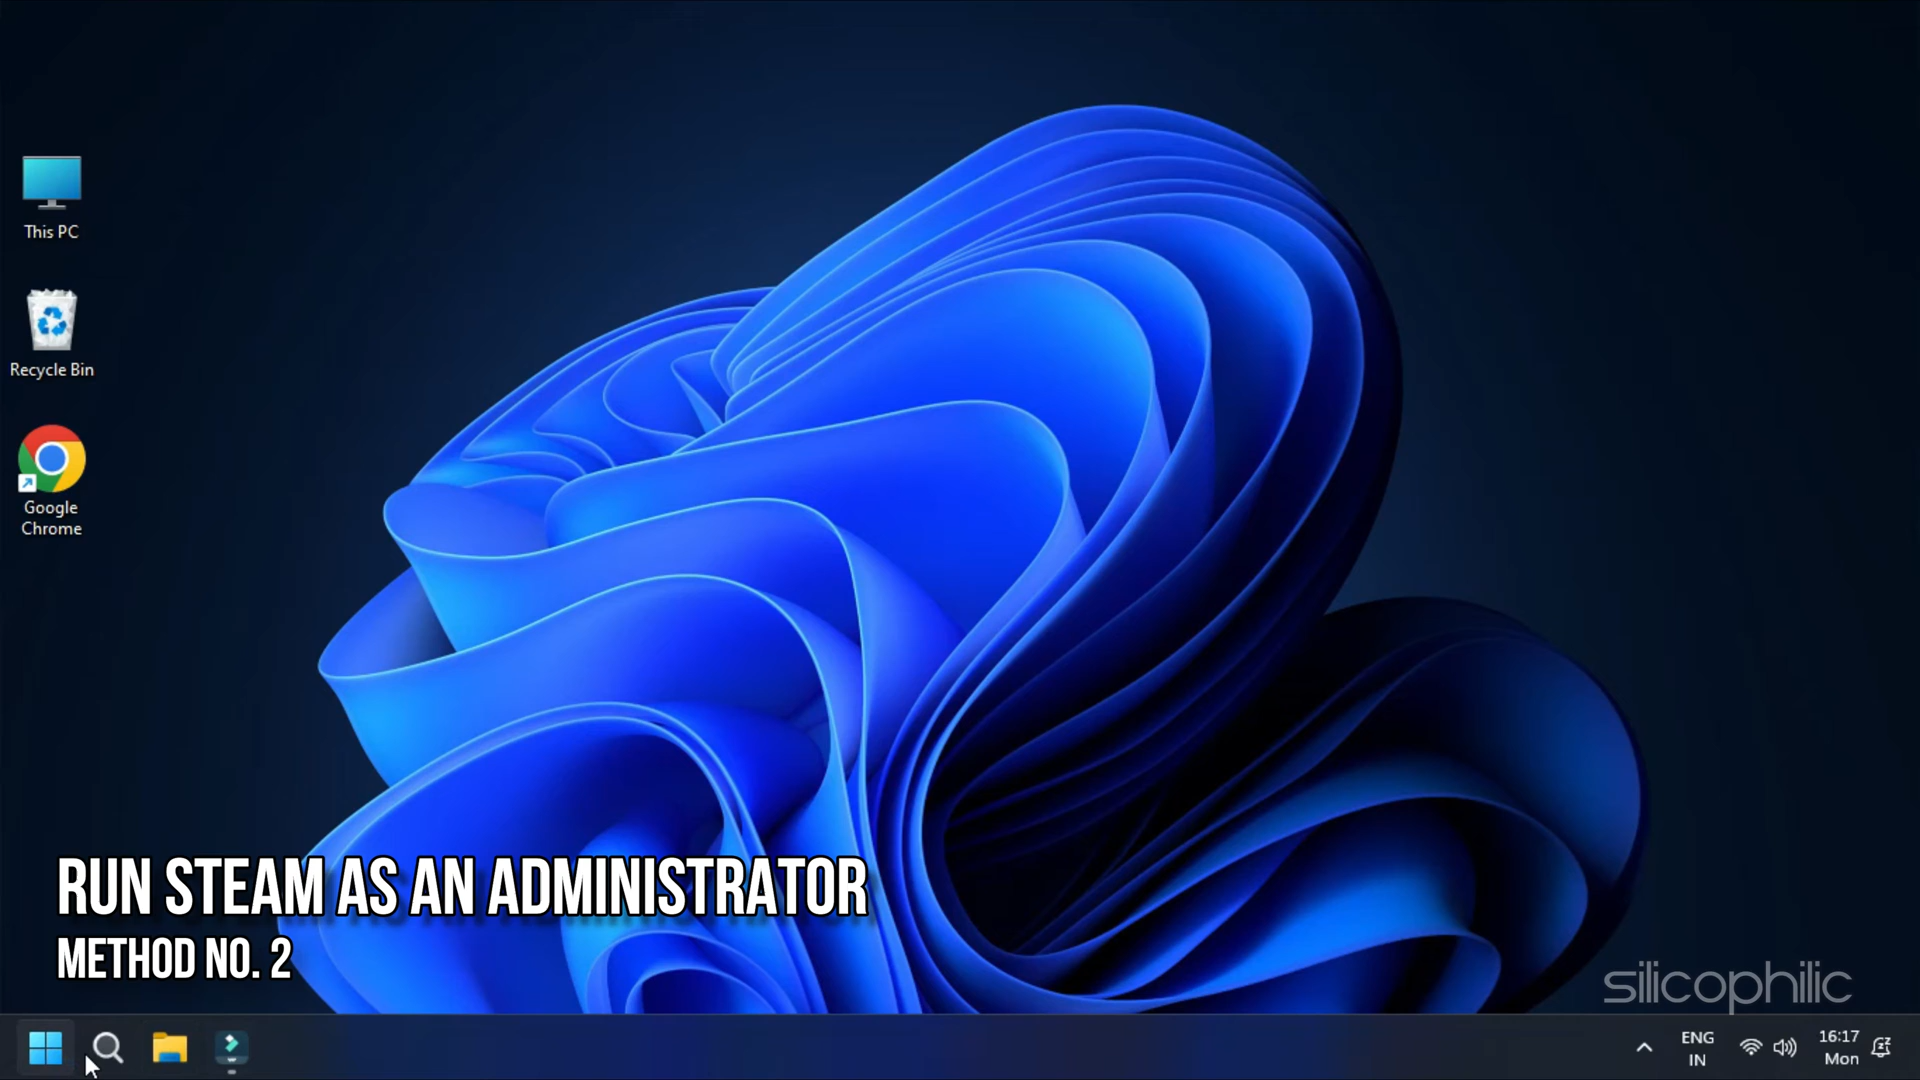 This PC
Recycle Bin
Google
Chrome
RUN STEAM AS AN ADMINISTRATOR
METHOD NO. 2
silicophilic
ENG
IN
16:17
Mon